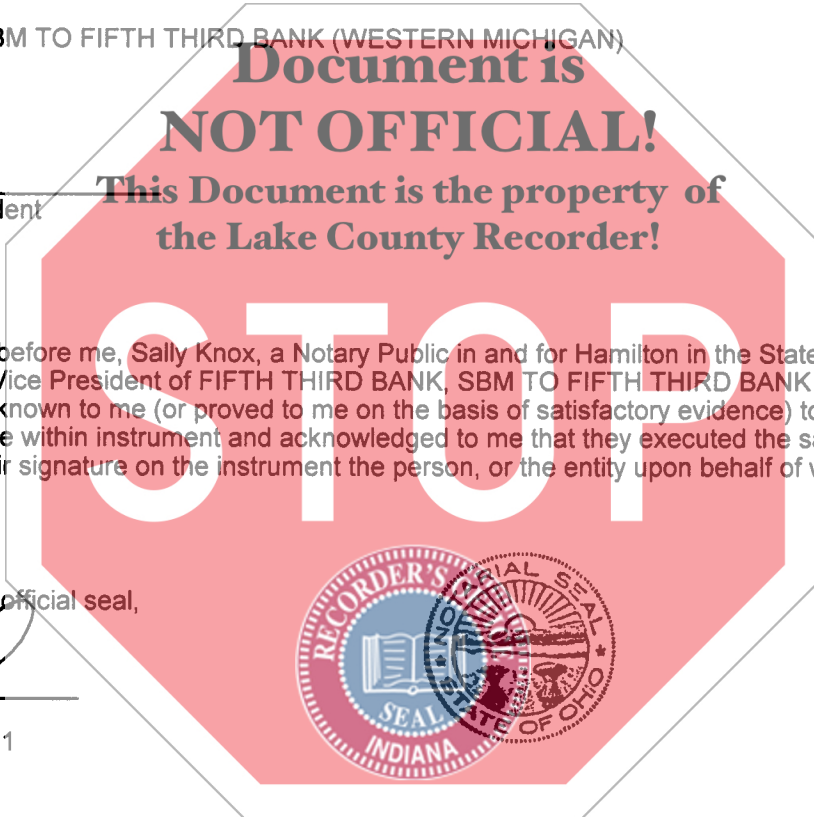 BM TO FIFTH THIRD BANK (WESTERN MICHIGAN)
Document is
NOT OFFICIAL!
This Document is the property of
dent
the Lake County Recorder!
STOP
before me, Sally Knox, a Notary Public in and for Hamilton in the State
Vice President of FIFTH THIRD BANK, SBM TO FIFTH THIRD BANK
known to me (or proved to me on the basis of satisfactory evidence) to
e within instrument and acknowledged to me that they executed the sa
ir signature on the instrument the person, or the entity upon behalf of w
official seal,
RECORDER'S
SEAL
INDIANA
NOTARIAL SEAL
STATE OF OHIO
1